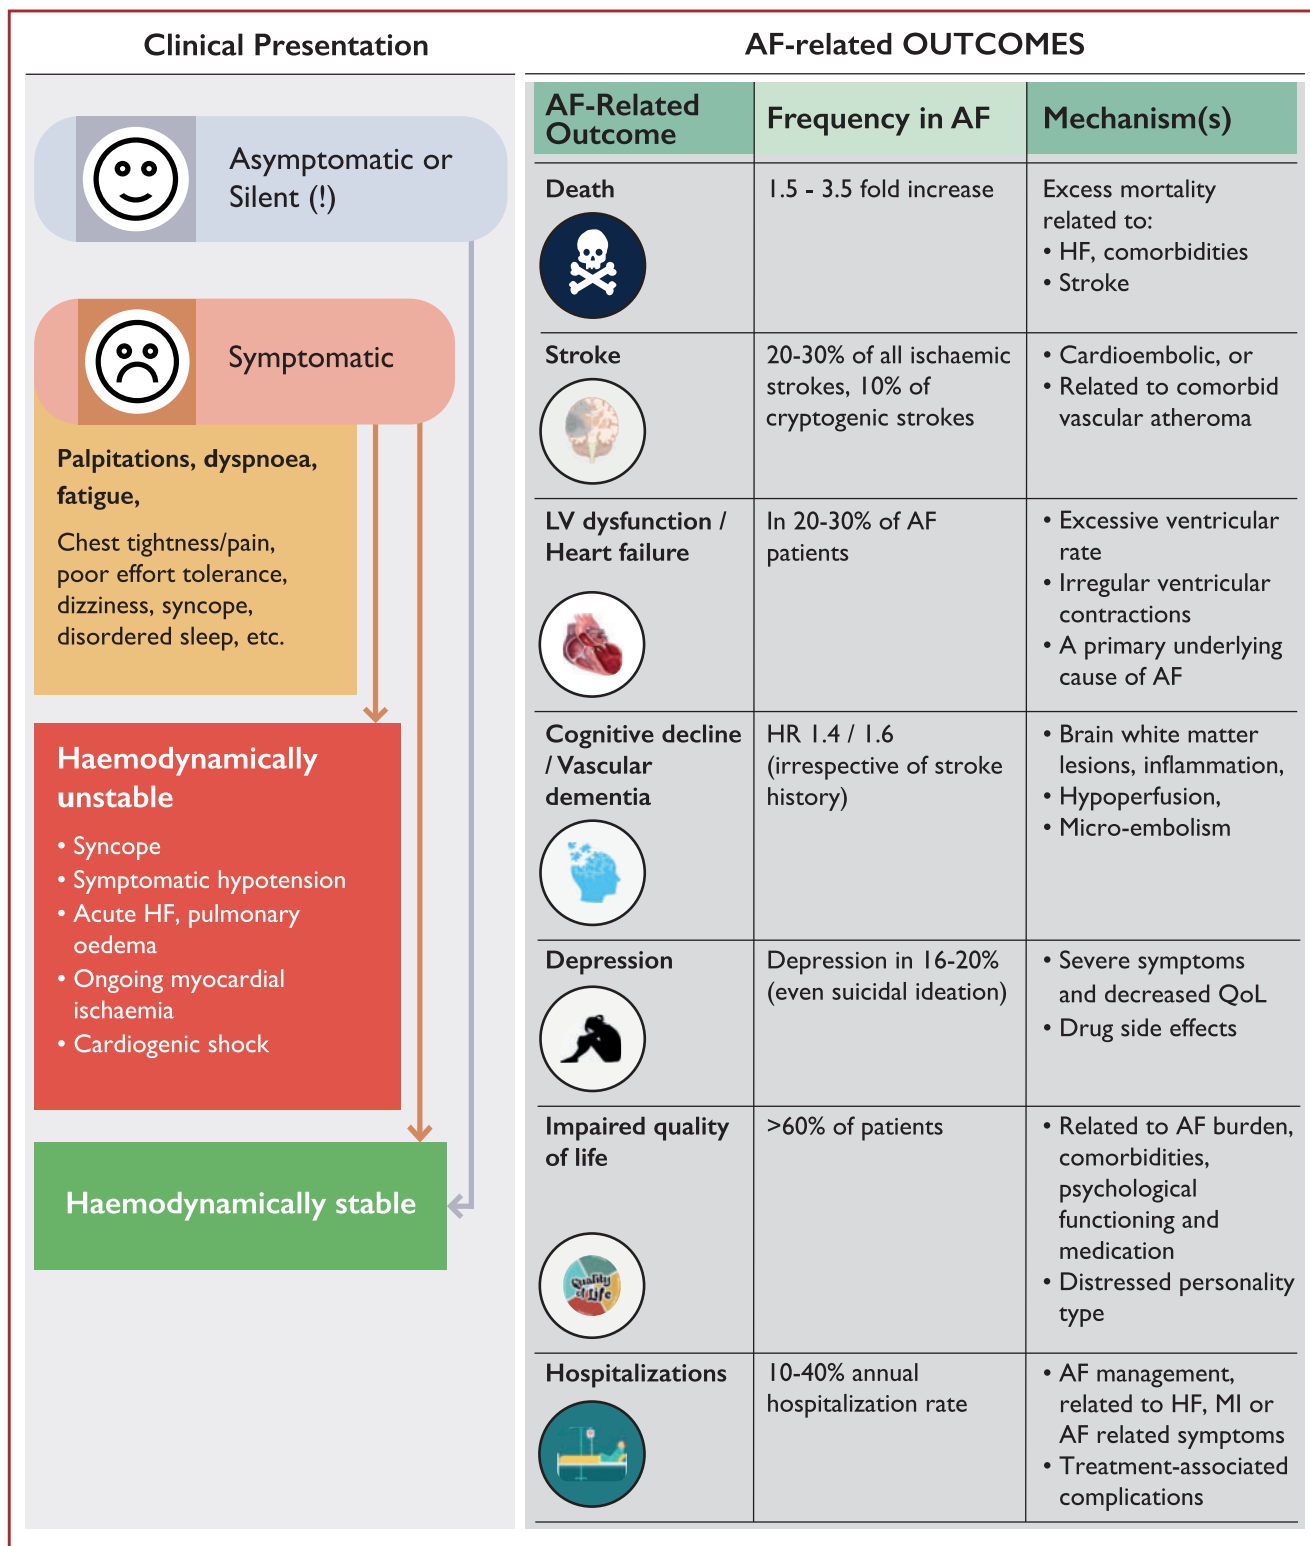 Clinical Presentation
Asymptomatic or
Silent (!)
Symptomatic
Palpitations, dyspnoea,
fatigue,
Chest tightness/pain,
poor effort tolerance,
dizziness, syncope,
disordered sleep, etc.
Haemodynamically
unstable
• Syncope
• Symptomatic hypotension
• Acute HF, pulmonary
oedema
• Ongoing myocardial
ischaemia
• Cardiogenic shock
Haemodynamically stable
AF-related OUTCOMES
AF-Related
Outcome
Frequency in AF
Mechanism(s)
Death
1.5 - 3.5 fold increase
Excess mortality
related to:
• HF, comorbidities
• Stroke
Stroke
20-30% of all ischaemic
strokes, 10% of
cryptogenic strokes
• Cardioembolic, or
• Related to comorbid
vascular atheroma
LV dysfunction /
Heart failure
In 20-30% of AF
patients
• Excessive ventricular
rate
• Irregular ventricular
contractions
• A primary underlying
cause of AF
Cognitive decline
/ Vascular
dementia
HR 1.4 / 1.6
(irrespective of stroke
history)
• Brain white matter
lesions, inflammation,
• Hypoperfusion,
• Micro-embolism
Depression
Depression in 16-20%
(even suicidal ideation)
• Severe symptoms
and decreased QoL
• Drug side effects
Impaired quality
of life
Quality
of Life
>60% of patients
• Related to AF burden,
comorbidities,
psychological
functioning and
medication
• Distressed personality
type
Hospitalizations
10-40% annual
hospitalization rate
• AF management,
related to HF, MI or
AF related symptoms
• Treatment-associated
complications